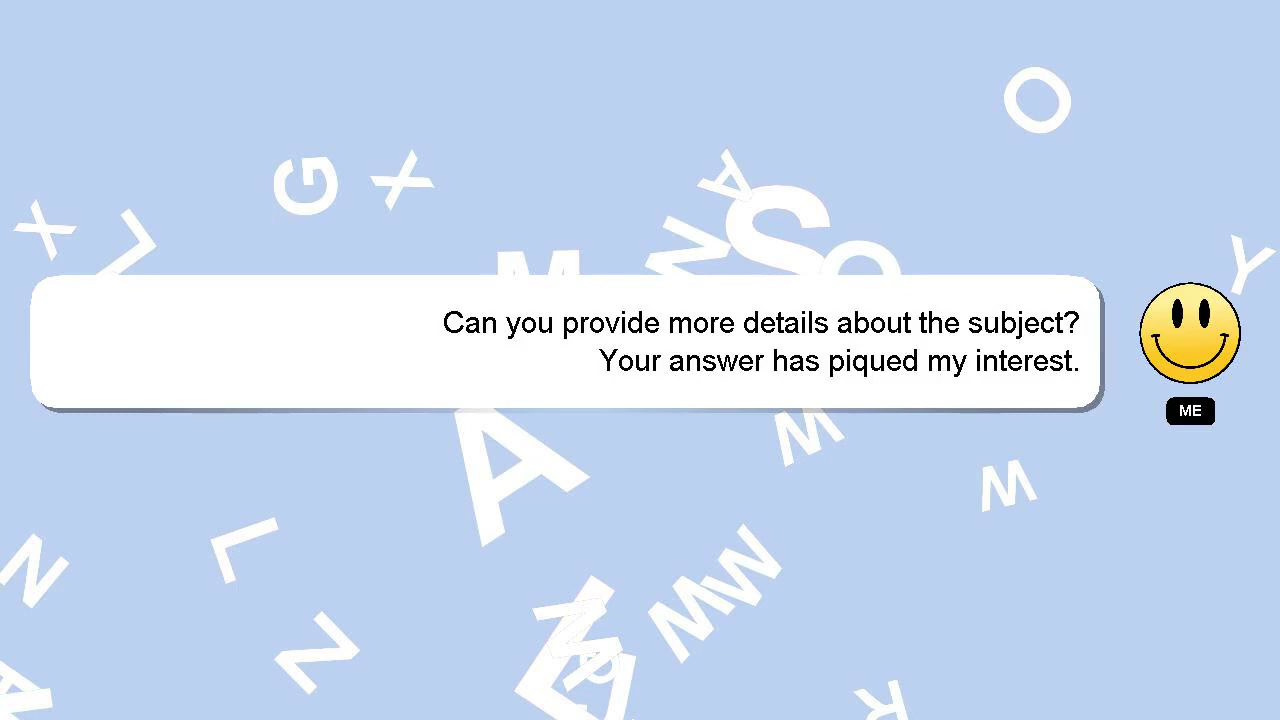 Can you provide more details about the subject?
Your answer has piqued my interest.
ME